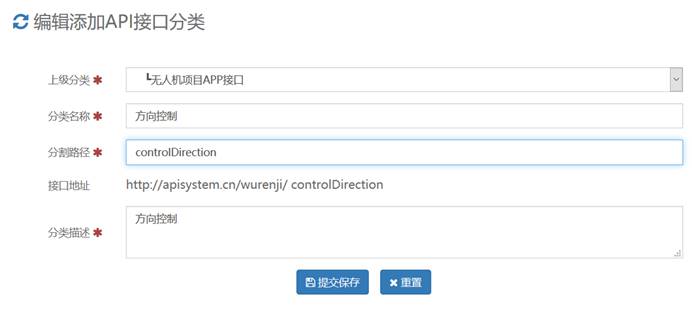 编辑添加API接口分类
上级分类 ✱ ┗无人机项目APP接口
分类名称 ✱ 方向控制
分割路径 ✱ controlDirection
接口地址 http://apisystem.cn/wurenji/ controlDirection
分类描述 ✱ 方向控制
提交保存 重置